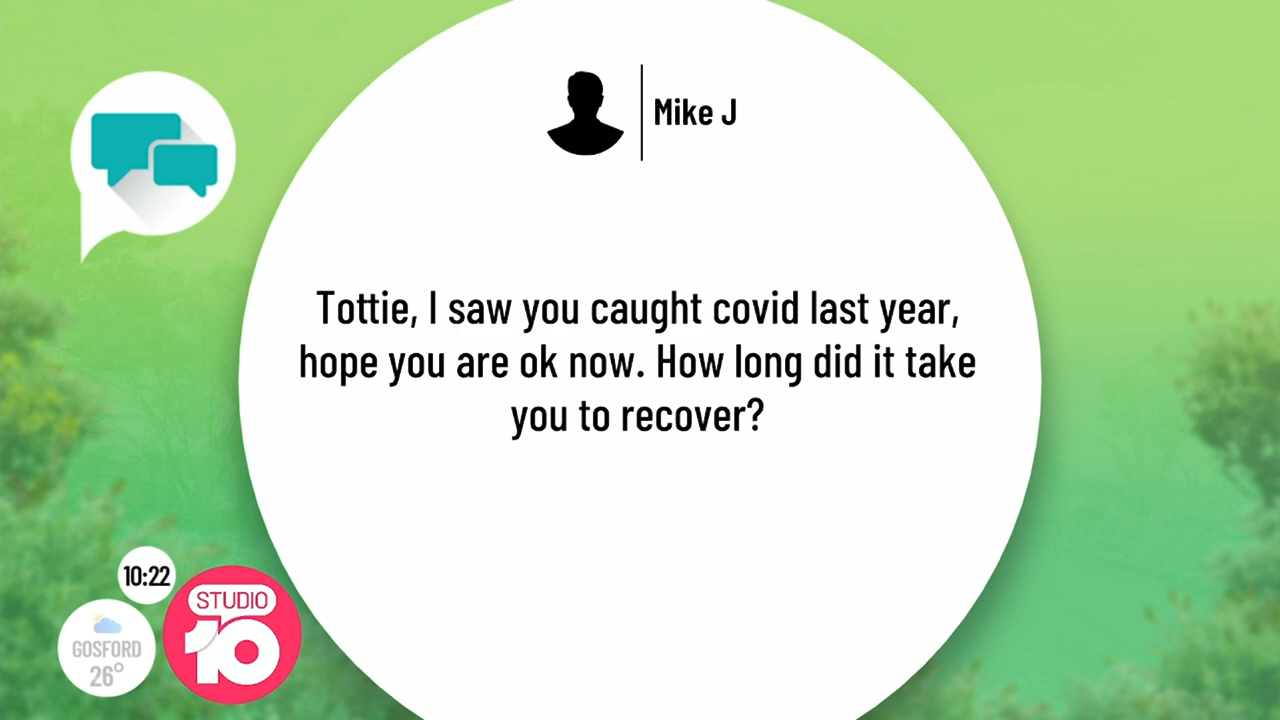 Mike J
Tottie, I saw you caught covid last year,
hope you are ok now. How long did it take
you to recover?
10:22
STUDIO
10
GOSFORD
26°